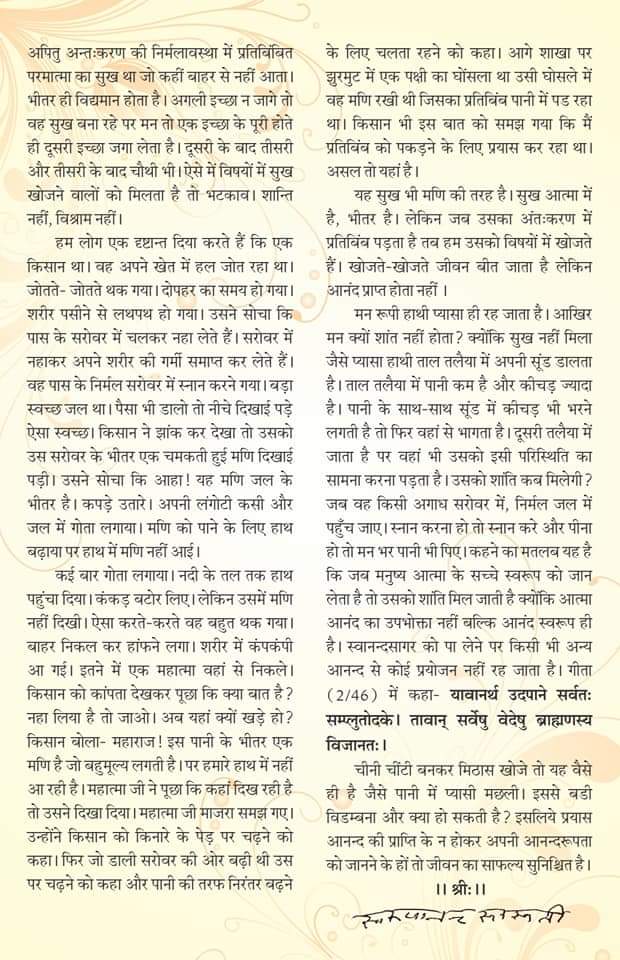 अपितु अन्तःकरण की निर्मलावस्था में प्रतिबिंबित
परमात्मा का सुख था जो कहीं बाहर से नहीं आता।
भीतर ही विद्यमान होता है। अगली इच्छा न जागे तो
वह सुख बना रहे पर मन तो एक इच्छा के पूरी होते
ही दूसरी इच्छा जगा लेता है। दूसरी के बाद तीसरी
और तीसरी के बाद चौथी भी। ऐसे में विषयों में सुख
खोजने वालों को मिलता है तो भटकाव। शान्ति
नहीं, विश्राम नहीं।
हम लोग एक दृष्टान्त दिया करते हैं कि एक
किसान था। वह अपने खेत में हल जोत रहा था।
जोतते- जोतते थक गया। दोपहर का समय हो गया।
शरीर पसीने से लथपथ हो गया। उसने सोचा कि
पास के सरोवर में चलकर नहा लेते हैं। सरोवर में
नहाकर अपने शरीर की गर्मी समाप्त कर लेते हैं।
वह पास के निर्मल सरोवर में स्नान करने गया। बड़ा
स्वच्छ जल था। पैसा भी डालो तो नीचे दिखाई पड़े
ऐसा स्वच्छ। किसान ने झांक कर देखा तो उसको
उस सरोवर के भीतर एक चमकती हुई मणि दिखाई
पड़ी। उसने सोचा कि आहा! यह मणि जल के
भीतर है। कपड़े उतारे। अपनी लंगोटी कसी और
जल में गोता लगाया। मणि को पाने के लिए हाथ
बढ़ाया पर हाथ में मणि नहीं आई।
कई बार गोता लगाया। नदी के तल तक हाथ
पहुंचा दिया। कंकड़ बटोर लिए। लेकिन उसमें मणि
नहीं दिखी। ऐसा करते-करते वह बहुत थक गया।
बाहर निकल कर हांफने लगा। शरीर में कंपकंपी
आ गई। इतने में एक महात्मा वहां से निकले।
किसान को कांपता देखकर पूछा कि क्या बात है?
नहा लिया है तो जाओ। अब यहां क्यों खड़े हो?
किसान बोला- महाराज! इस पानी के भीतर एक
मणि है जो बहुमूल्य लगती है। पर हमारे हाथ में नहीं
आ रही है। महात्मा जी ने पूछा कि कहां दिख रही है
तो उसने दिखा दिया। महात्मा जी माजरा समझ गए।
उन्होंने किसान को किनारे के पेड़ पर चढ़ने को
कहा। फिर जो डाली सरोवर की ओर बढ़ी थी उस
पर चढ़ने को कहा और पानी की तरफ निरंतर बढ़ने
के लिए चलता रहने को कहा। आगे शाखा पर
झुरमुट में एक पक्षी का घोंसला था उसी घोसले में
वह मणि रखी थी जिसका प्रतिबिंब पानी में पड रहा
था। किसान भी इस बात को समझ गया कि मैं
प्रतिबिंब को पकड़ने के लिए प्रयास कर रहा था।
असल तो यहां है।
यह सुख भी मणि की तरह है। सुख आत्मा में
है, भीतर है। लेकिन जब उसका अंतःकरण में
प्रतिबिंब पड़ता है तब हम उसको विषयों में खोजते
हैं। खोजते-खोजते जीवन बीत जाता है लेकिन
आनंद प्राप्त होता नहीं ।
मन रूपी हाथी प्यासा ही रह जाता है। आखिर
मन क्यों शांत नहीं होता? क्योंकि सुख नहीं मिला
जैसे प्यासा हाथी ताल तलैया में अपनी सूंड डालता
है। ताल तलैया में पानी कम है और कीचड़ ज्यादा
है। पानी के साथ-साथ सूंड में कीचड़ भी भरने
लगती है तो फिर वहां से भागता है। दूसरी तलैया में
जाता है पर वहां भी उसको इसी परिस्थिति का
सामना करना पड़ता है। उसको शांति कब मिलेगी?
जब वह किसी अगाध सरोवर में, निर्मल जल में
पहुँच जाए। स्नान करना हो तो स्नान करे और पीना
हो तो मन भर पानी भी पिए। कहने का मतलब यह है
कि जब मनुष्य आत्मा के सच्चे स्वरूप को जान
लेता है तो उसको शांति मिल जाती है क्योंकि आत्मा
आनंद का उपभोक्ता नहीं बल्कि आनंद स्वरूप ही
है। स्वानन्दसागर को पा लेने पर किसी भी अन्य
आनन्द से कोई प्रयोजन नहीं रह जाता है। गीता
(2/46) में कहा- यावानर्थ उदपाने सर्वतः
सम्प्लुतोदके। तावान् सर्वेषु वेदेषु ब्राह्मणस्य
विजानतः।
चीनी चींटी बनकर मिठास खोजे तो यह वैसे
ही है जैसे पानी में प्यासी मछली। इससे बडी
विडम्बना और क्या हो सकती है? इसलिये प्रयास
आनन्द की प्राप्ति के न होकर अपनी आनन्दरूपता
को जानने के हों तो जीवन का साफल्य सुनिश्चित है।
।। श्रीः।।
स्वरूपानन्द सरस्वती